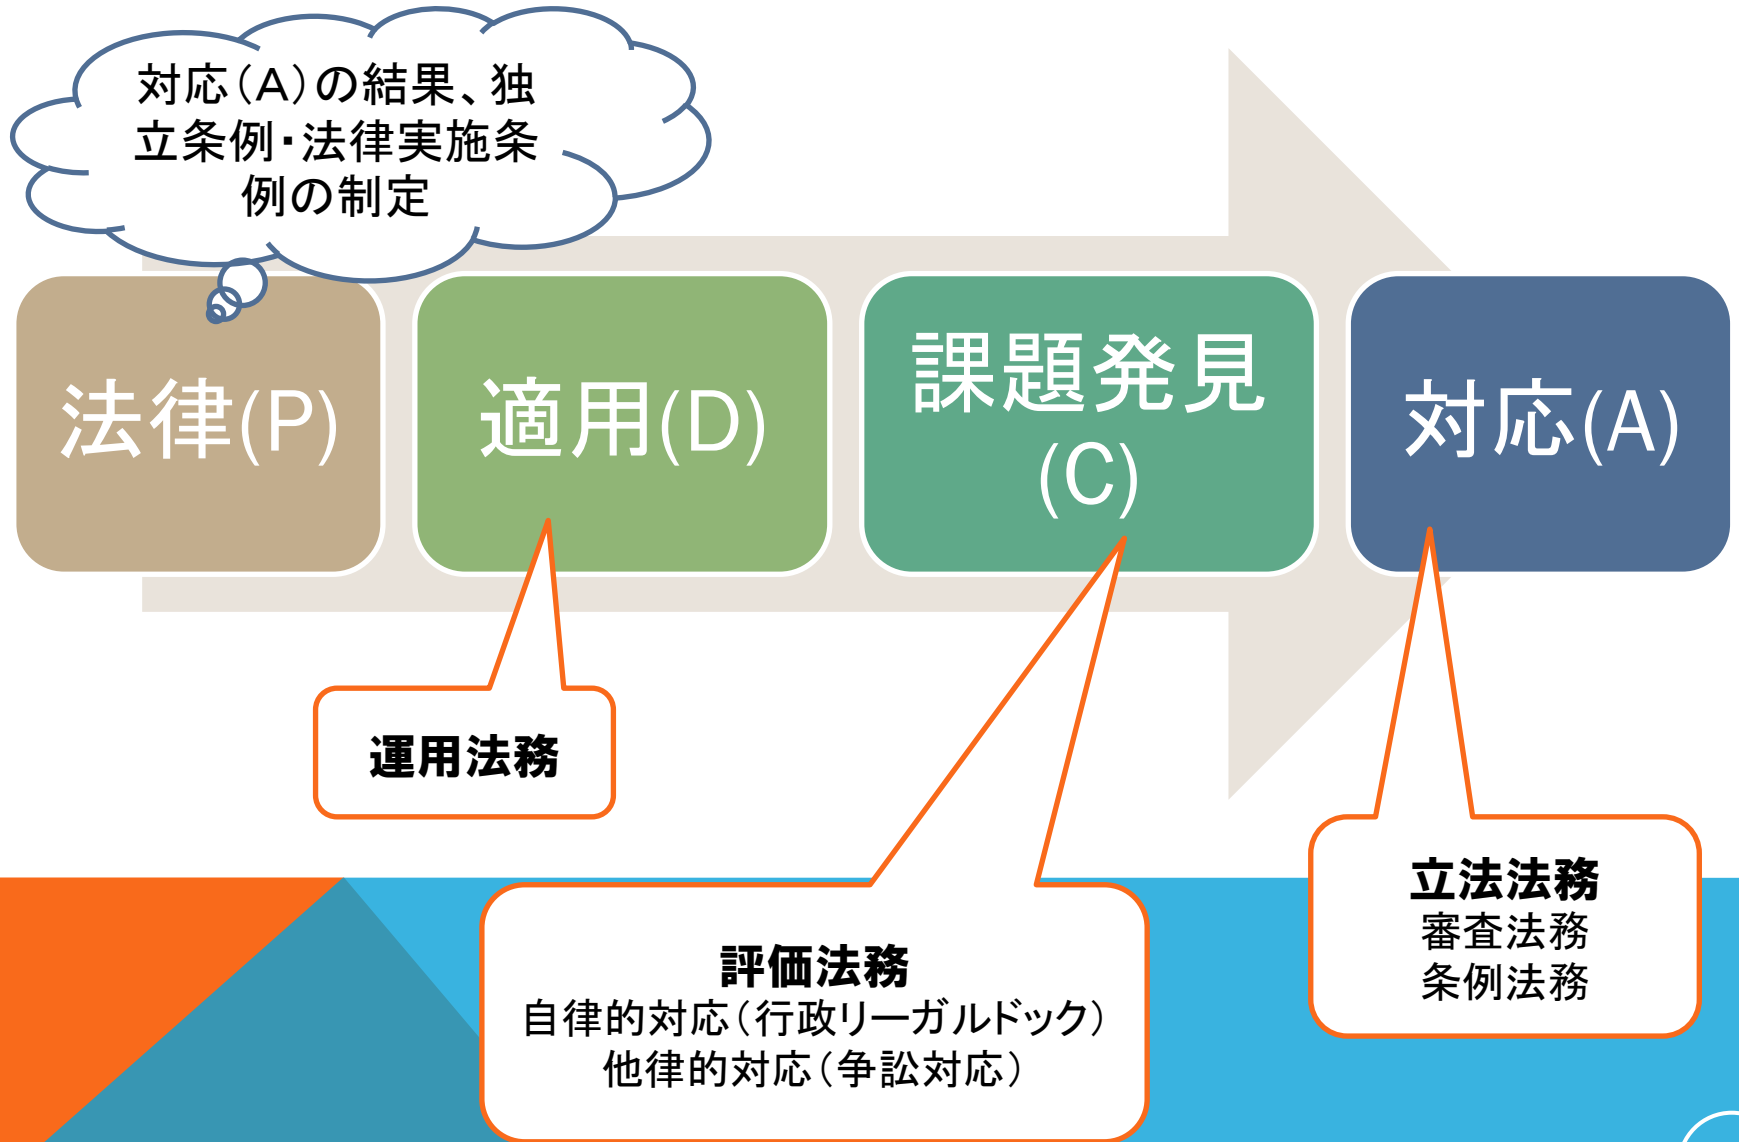 対応（A）の結果、独
立条例・法律実施条
例の制定
法律(P)
適用(D)
課題発見
(C)
対応(A)
運用法務
評価法務
自律的対応（行政リーガルドック）
他律的対応（争訟対応）
立法法務
審査法務
条例法務